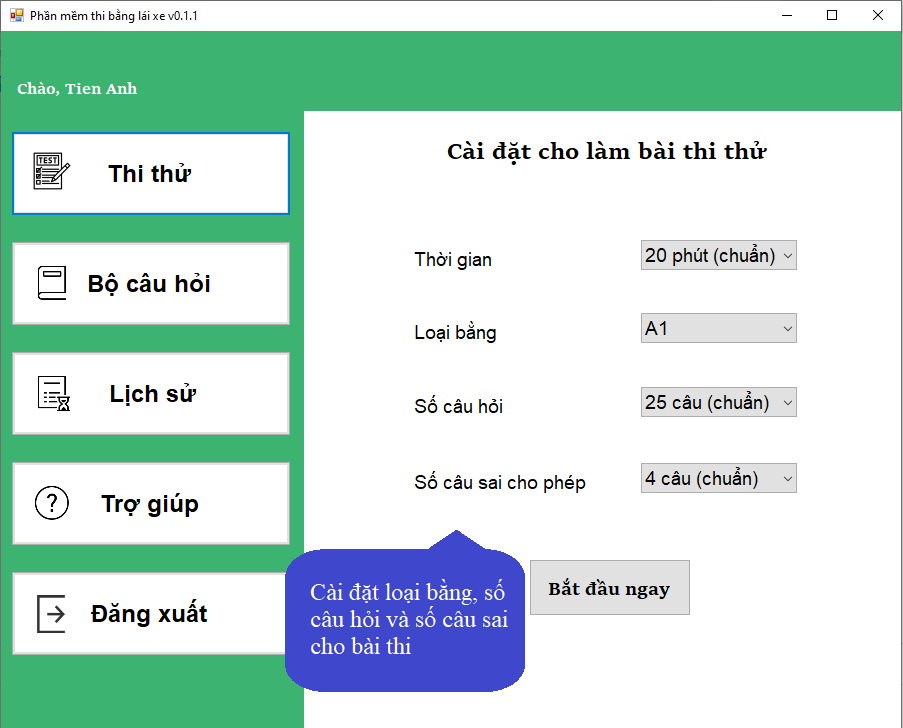 Phần mềm thi bằng lái xe v0.1.1
Chào, Tien Anh
TEST
Thi thử
Bộ câu hỏi
Lịch sử
Trợ giúp
Đăng xuất
Cài đặt cho làm bài thi thử
Thời gian
20 phút (chuẩn)
Loại bằng
A1
Số câu hỏi
25 câu (chuẩn)
Số câu sai cho phép
4 câu (chuẩn)
Cài đặt loại bằng, số
câu hỏi và số câu sai
cho bài thi
Bắt đầu ngay